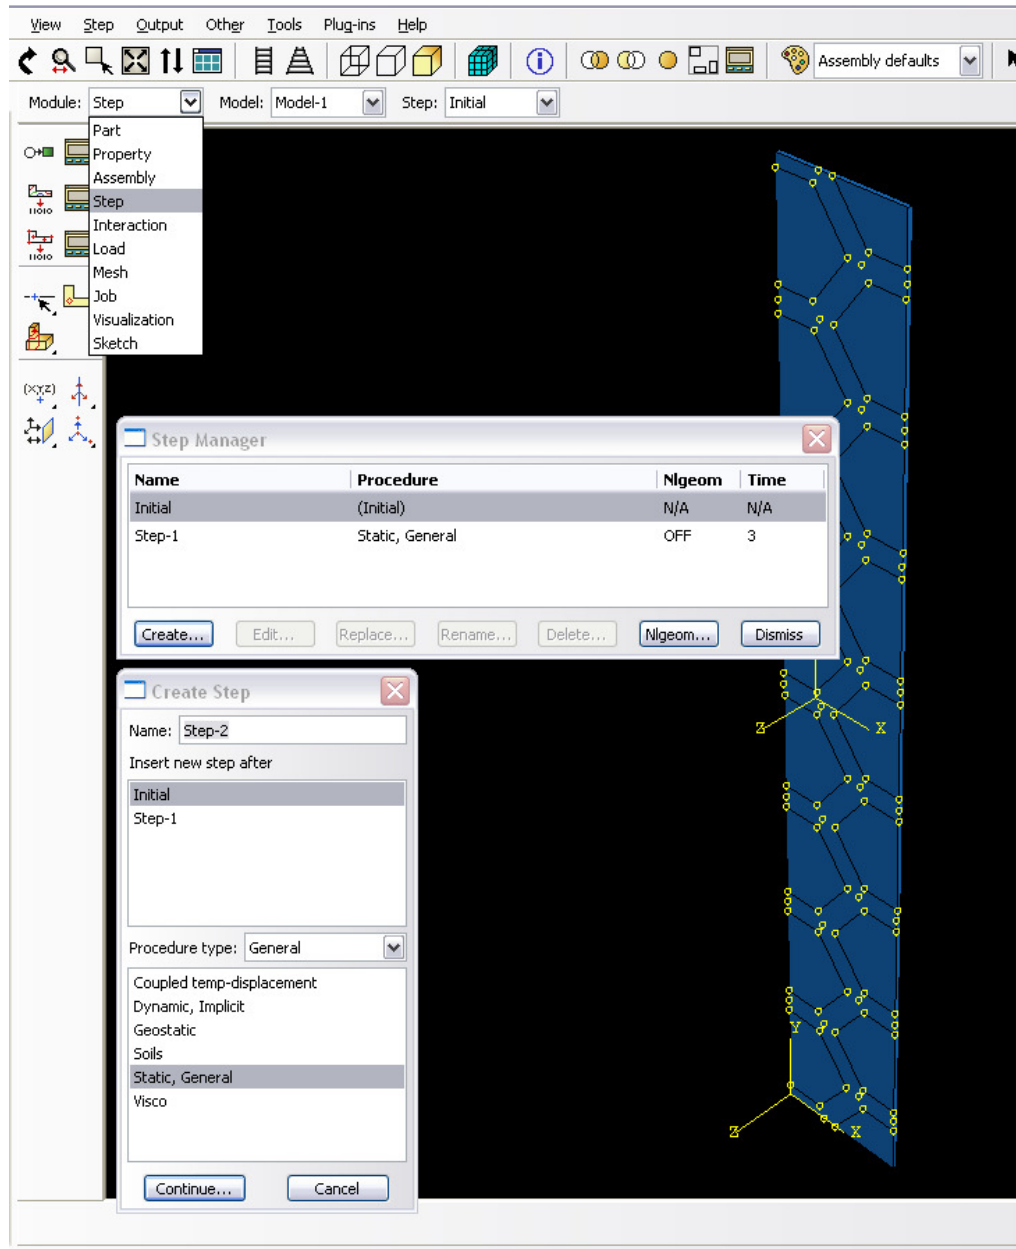 View Step Output Other Tools Plug-ins Help
Assembly defaults
Module: Step Model: Model-1 Step: Initial
Part
Property
Assembly
Step
Interaction
Load
Mesh
Job
Visualization
Sketch
(XYZ)
Step Manager
Name Procedure Nlgeom Time
Initial (Initial) N/A N/A
Step-1 Static, General OFF 3
Create... Edit... Replace... Rename... Delete... Nlgeom... Dismiss
Create Step
Name: Step-2
Insert new step after
Initial
Step-1
Procedure type: General
Coupled temp-displacement
Dynamic, Implicit
Geostatic
Soils
Static, General
Visco
Continue... Cancel
Z X
Y
Z X